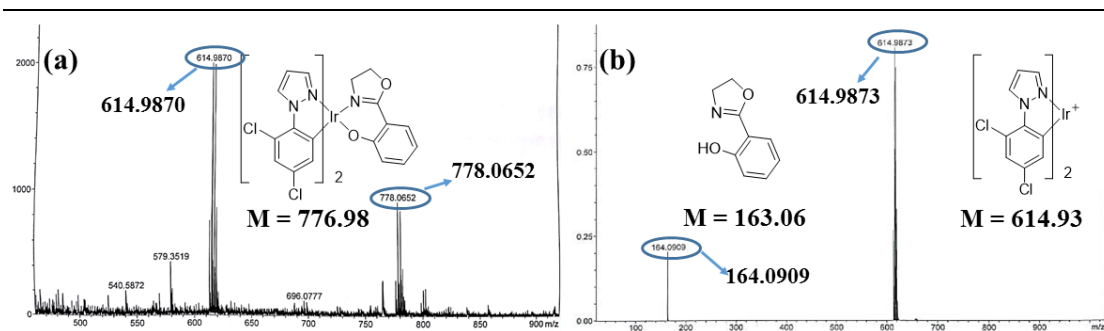 (a)
2000
1000
0
614.9870
614.9870
579.3519
540.5872
696.0777
778.0652
778.0652
N
N
Ir
N
O
O
Cl
Cl
2
M = 776.98
500
550
600
650
700
750
800
850
900 m/z
(b)
0.75
0.50
0.25
0.00
614.9873
614.9873
O
N
HO
M = 163.06
164.0909
164.0909
N
N
Ir+
Cl
Cl
2
M = 614.93
100
200
300
400
500
600
700
800
900
m/z